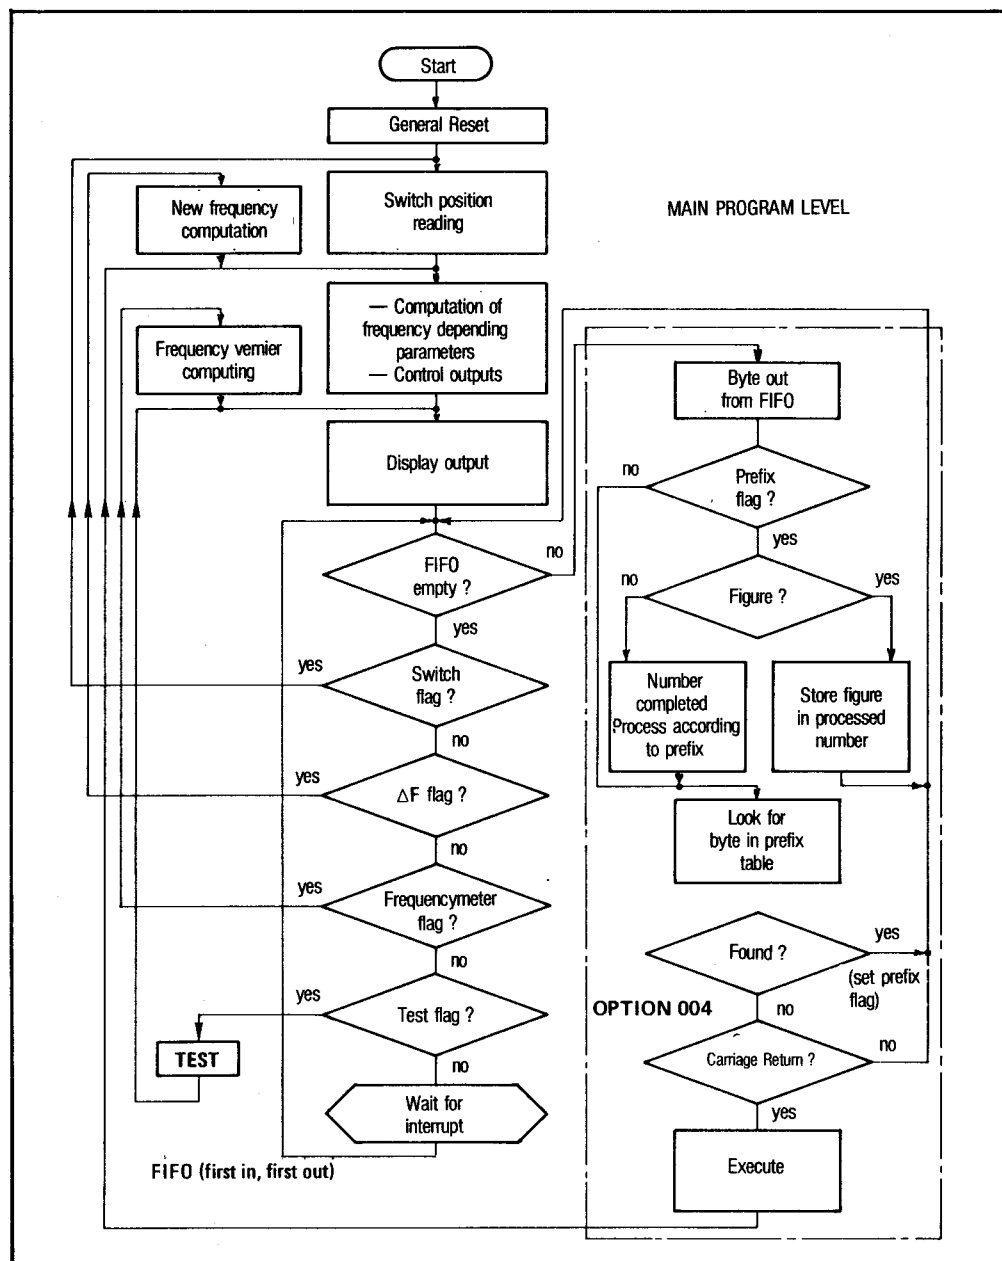 Start
General Reset
Switch position
reading
New frequency
computation
MAIN PROGRAM LEVEL
— Computation of
frequency depending
parameters
— Control outputs
Frequency vernier
computing
Display output
FIFO
empty ?
no
yes
Switch
flag ?
yes
no
ΔF flag ?
yes
no
Frequencymeter
flag ?
yes
no
Test flag ?
yes
no
TEST
Wait for
interrupt
FIFO (first in, first out)
Byte out
from FIFO
Prefix
flag ?
no
yes
Figure ?
no
yes
Number
completed
Process according
to prefix
Store figure
in processed
number
Look for
byte in prefix
table
Found ?
yes
(set prefix
flag)
no
OPTION 004
Carriage Return ?
no
yes
Execute